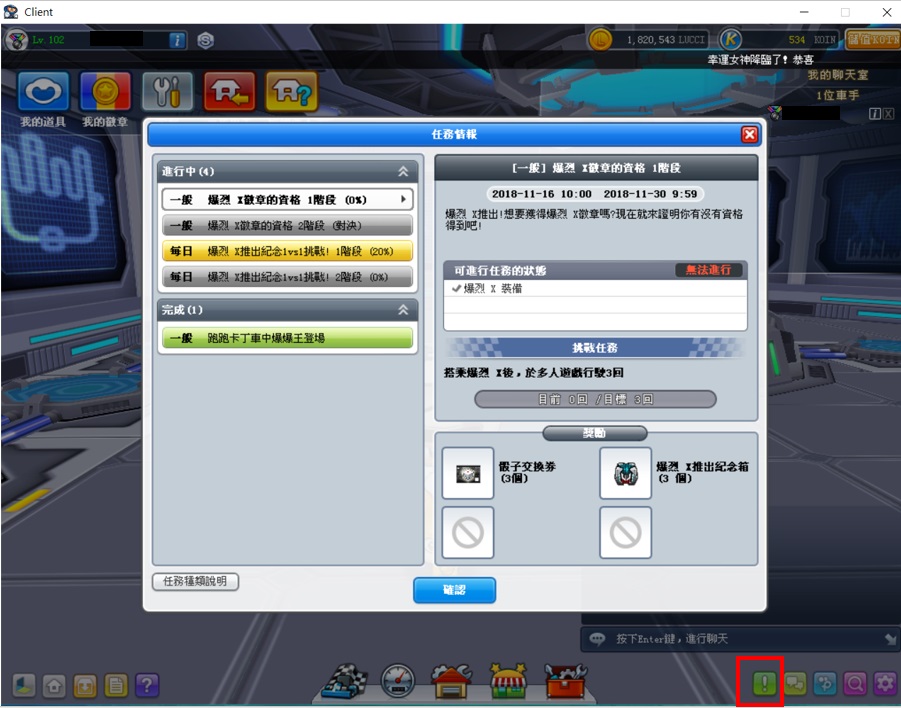 Client
Lv. 102
1,820,543 LUCCI
534 KOIN
儲值KOIN
幸運女神降臨了! 恭喜
我的聊天室
1位車手
我的道具
我的徽章
任務情報
進行中(4)
一般 爆烈 X徽章的資格 1階段 (0%)
一般 爆烈 X徽章的資格 2階段 (對決)
每日 爆烈 X推出紀念1vs1挑戰! 1階段 (20%)
每日 爆烈 X推出紀念1vs1挑戰! 2階段 (0%)
完成(1)
一般 跑跑卡丁車中爆爆王登場
任務種類說明
[一般] 爆烈 X徽章的資格 1階段
2018-11-16 10:00 2018-11-30 9:59
爆烈 X推出!想要獲得爆烈 X徽章嗎?現在就來證明你有沒有資格
得到吧!
可進行任務的狀態
無法進行
爆烈 X 裝備
挑戰任務
搭乘爆烈 X後，於多人遊戲行駛3回
目前 0回 /目標 3回
獎勵
骰子交換券
(3個)
爆烈 X推出紀念箱
(3 個)
確認
按下Enter鍵，進行聊天